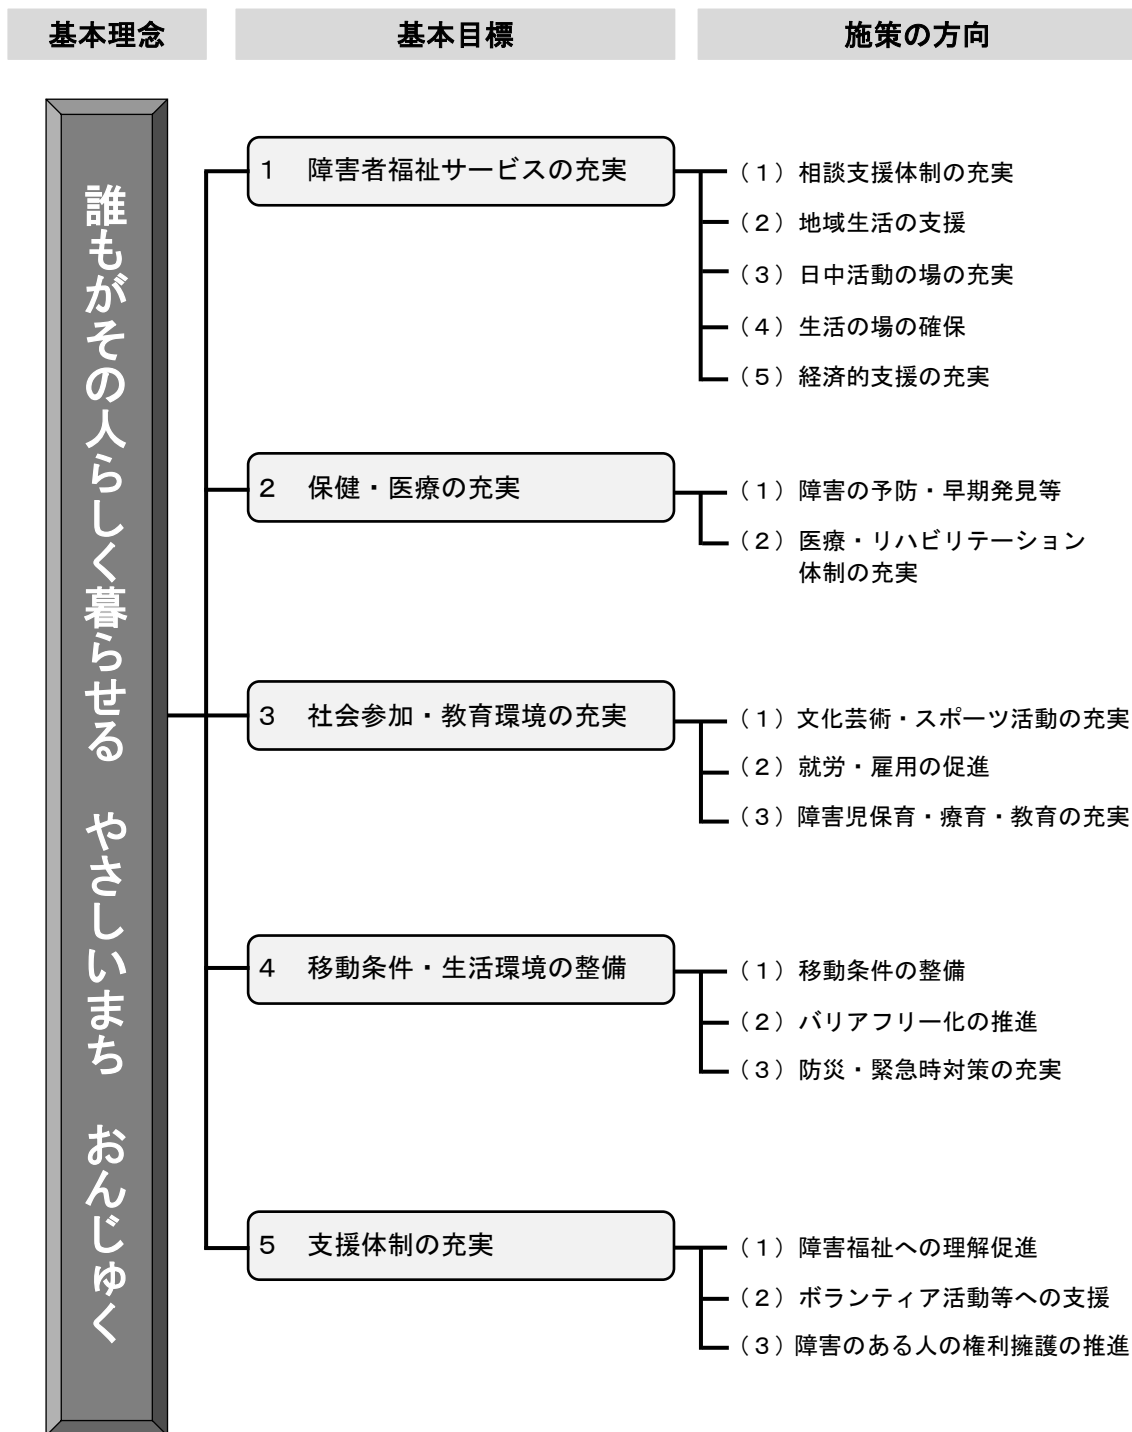 基本理念
基本目標
施策の方向
誰もがその人らしく暮らせる　やさしいまち　おんじゅく
１　障害者福祉サービスの充実
（１）相談支援体制の充実
（２）地域生活の支援
（３）日中活動の場の充実
（４）生活の場の確保
（５）経済的支援の充実
２　保健・医療の充実
（１）障害の予防・早期発見等
（２）医療・リハビリテーション
体制の充実
３　社会参加・教育環境の充実
（１）文化芸術・スポーツ活動の充実
（２）就労・雇用の促進
（３）障害児保育・療育・教育の充実
４　移動条件・生活環境の整備
（１）移動条件の整備
（２）バリアフリー化の推進
（３）防災・緊急時対策の充実
５　支援体制の充実
（１）障害福祉への理解促進
（２）ボランティア活動等への支援
（３）障害のある人の権利擁護の推進